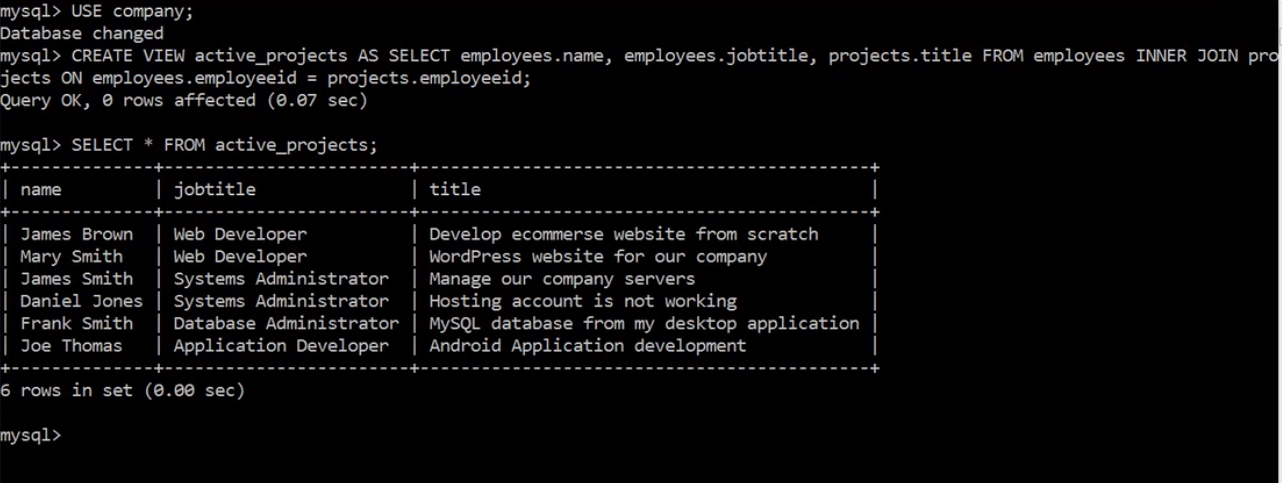 mysql> USE company;
Database changed
mysql> CREATE VIEW active_projects AS SELECT employees.name, employees.jobtitle, projects.title FROM employees INNER JOIN pro
jects ON employees.employeeid = projects.employeeid;
Query OK, 0 rows affected (0.07 sec)
mysql> SELECT * FROM active_projects;
+--------------+------------------------+--------------------------------------------+
| name         | jobtitle               | title                                      |
+--------------+------------------------+--------------------------------------------+
| James Brown  | Web Developer          | Develop ecommerse website from scratch     |
| Mary Smith   | Web Developer          | WordPress website for our company          |
| James Smith  | Systems Administrator  | Manage our company servers                 |
| Daniel Jones | Systems Administrator  | Hosting account is not working             |
| Frank Smith  | Database Administrator | MySQL database from my desktop application |
| Joe Thomas   | Application Developer  | Android Application development            |
+--------------+------------------------+--------------------------------------------+
6 rows in set (0.00 sec)
mysql>